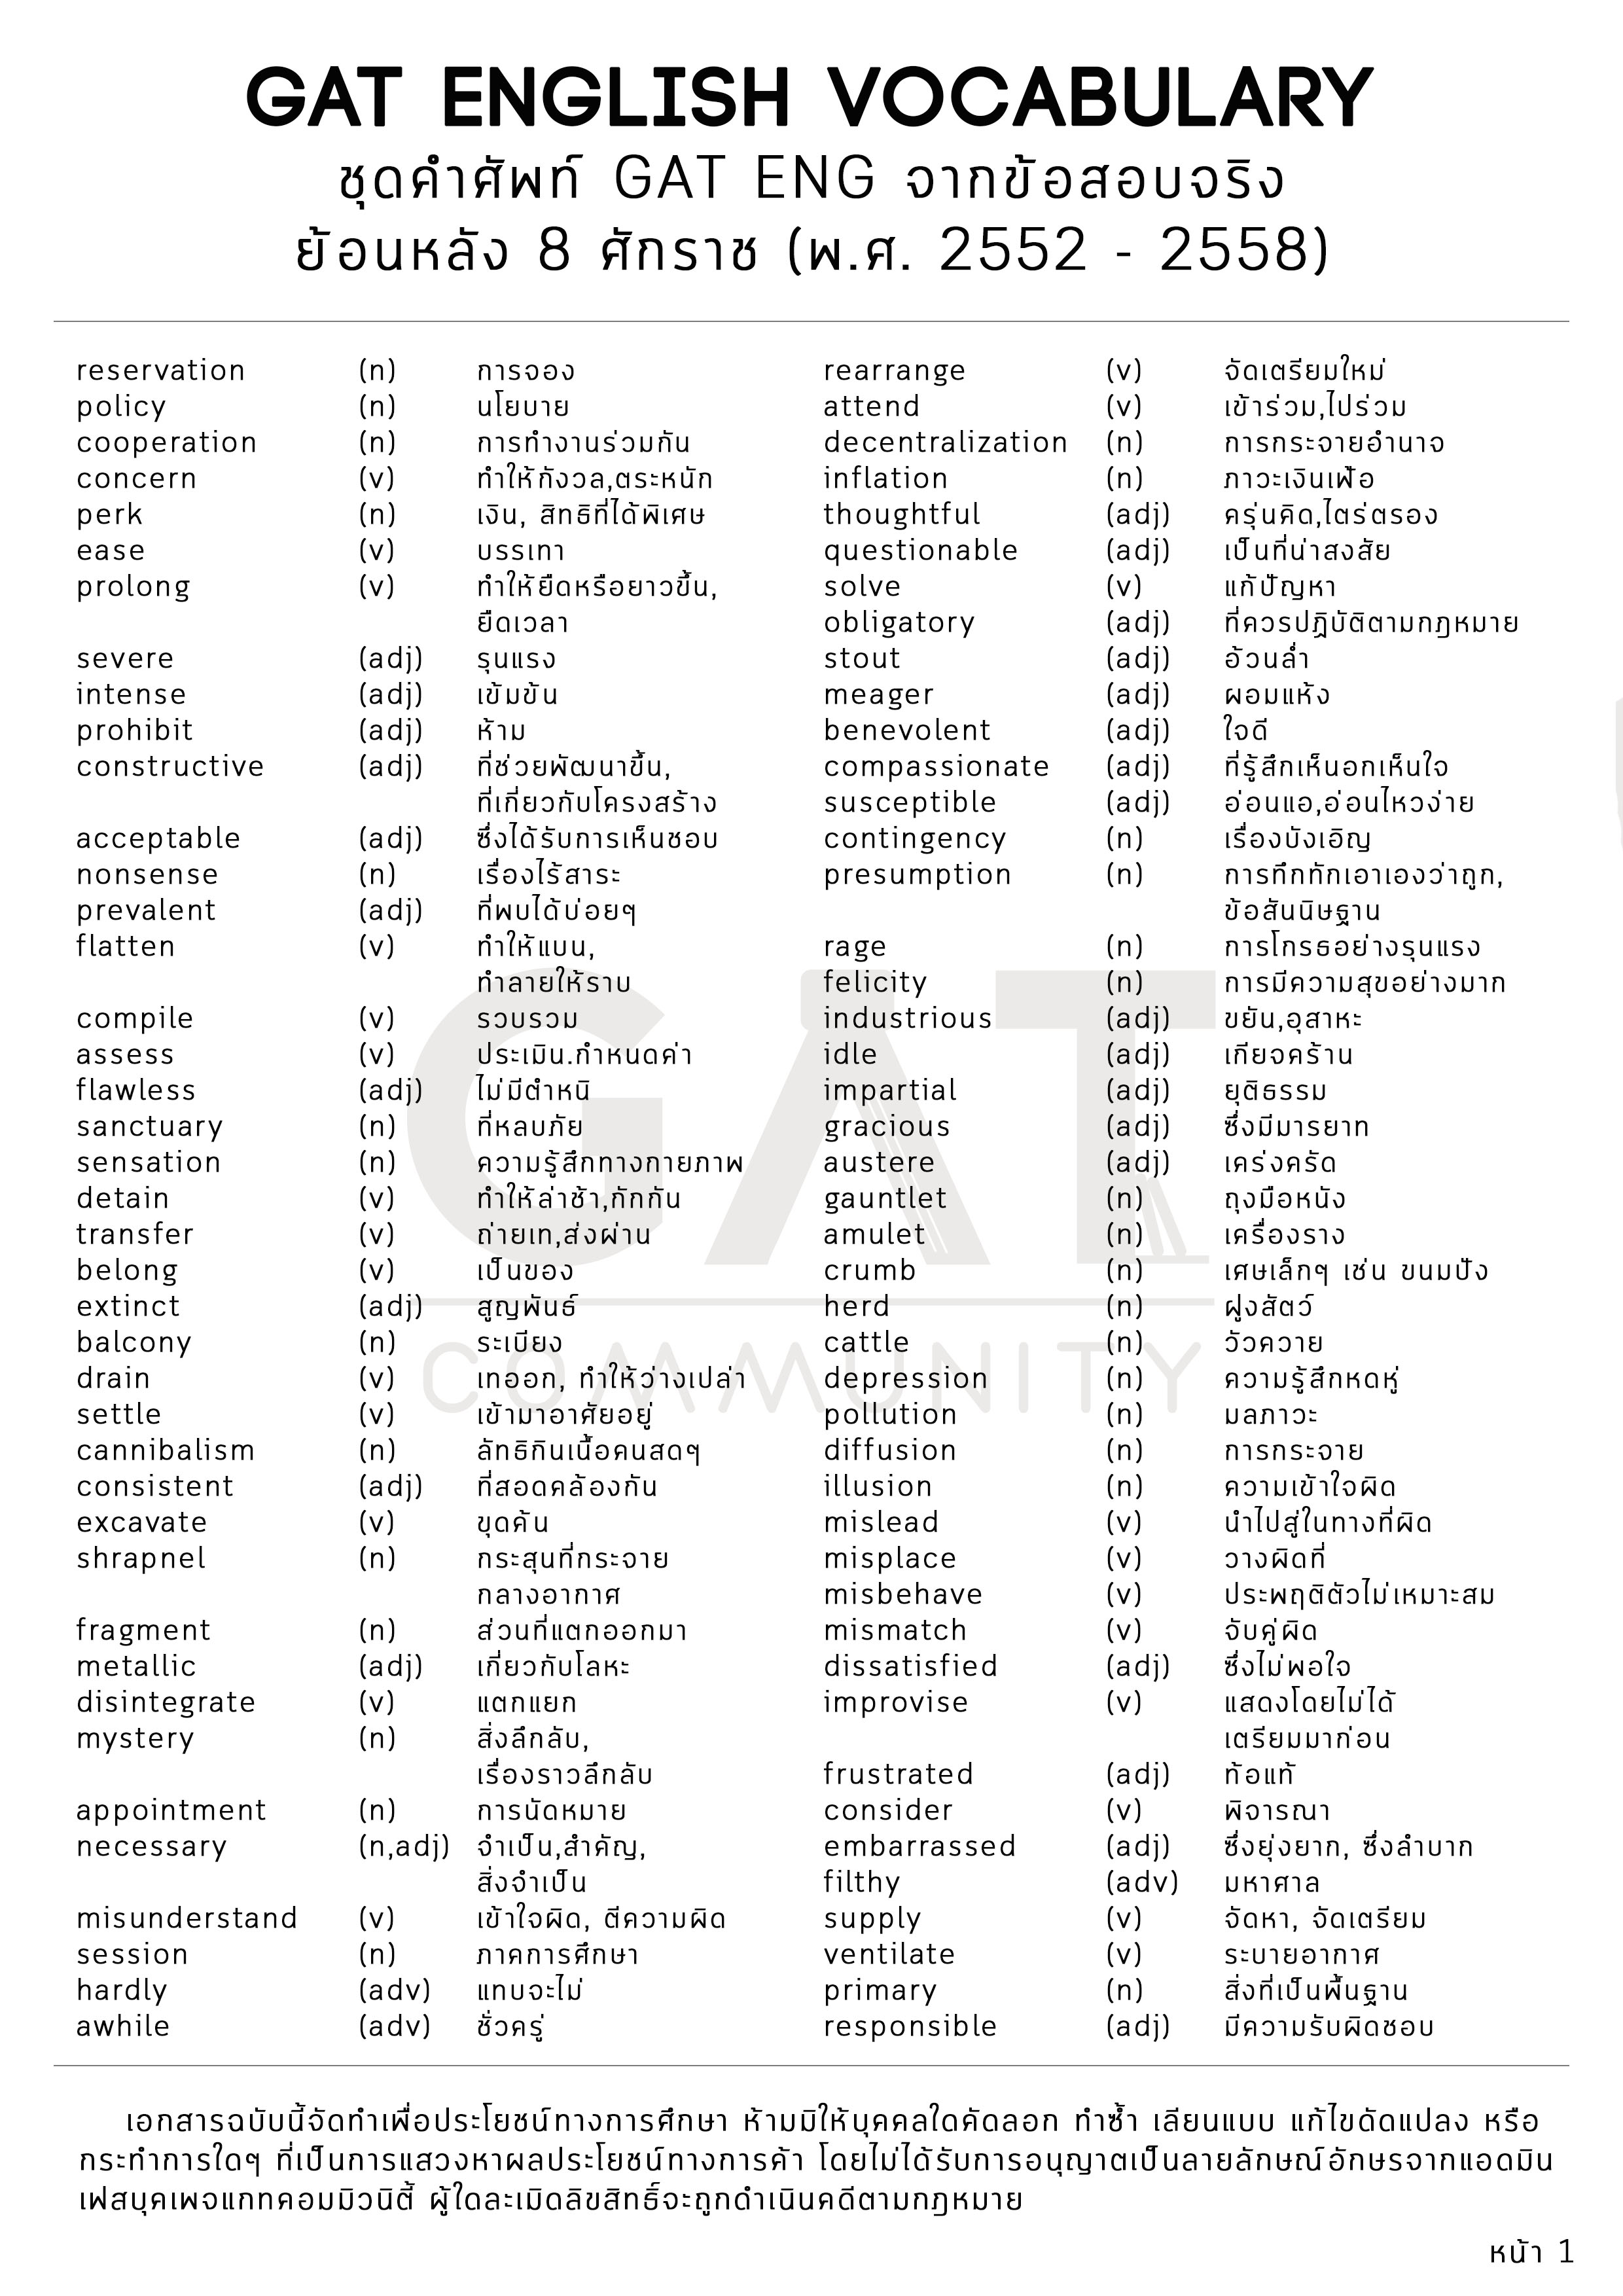 GAT ENGLISH VOCABULARY
ชุดคำศัพท์ GAT ENG จากข้อสอบจริง
ย้อนหลัง 8 ศักราช (พ.ศ. 2552 - 2558)
reservation (n) การจอง
policy (n) นโยบาย
cooperation (n) การทำงานร่วมกัน
concern (v) ทำให้กังวล,ตระหนัก
perk (n) เงิน, สิทธิที่ได้พิเศษ
ease (v) บรรเทา
prolong (v) ทำให้ยืดหรือยาวขึ้น,
ยืดเวลา
severe (adj) รุนแรง
intense (adj) เข้มข้น
prohibit (adj) ห้าม
constructive (adj) ที่ช่วยพัฒนาขึ้น,
ที่เกี่ยวกับโครงสร้าง
acceptable (adj) ซึ่งได้รับการเห็นชอบ
nonsense (n) เรื่องไร้สาระ
prevalent (adj) ที่พบได้บ่อยๆ
flatten (v) ทำให้แบน,
ทำลายให้ราบ
compile (v) รวบรวม
assess (v) ประเมิน.กำหนดค่า
flawless (adj) ไม่มีตำหนิ
sanctuary (n) ที่หลบภัย
sensation (n) ความรู้สึกทางกายภาพ
detain (v) ทำให้ล่าช้า,กักกัน
transfer (v) ถ่ายเท,ส่งผ่าน
belong (v) เป็นของ
extinct (adj) สูญพันธ์
balcony (n) ระเบียง
drain (v) เทออก, ทำให้ว่างเปล่า
settle (v) เข้ามาอาศัยอยู่
cannibalism (n) ลัทธิกินเนื้อคนสดๆ
consistent (adj) ที่สอดคล้องกัน
excavate (v) ขุดค้น
shrapnel (n) กระสุนที่กระจาย
กลางอากาศ
fragment (n) ส่วนที่แตกออกมา
metallic (adj) เกี่ยวกับโลหะ
disintegrate (v) แตกแยก
mystery (n) สิ่งลึกลับ,
เรื่องราวลึกลับ
appointment (n) การนัดหมาย
necessary (n,adj) จำเป็น,สำคัญ,
สิ่งจำเป็น
misunderstand (v) เข้าใจผิด, ตีความผิด
session (n) ภาคการศึกษา
hardly (adv) แทบจะไม่
awhile (adv) ชั่วครู่
rearrange (v) จัดเตรียมใหม่
attend (v) เข้าร่วม,ไปร่วม
decentralization (n) การกระจายอำนาจ
inflation (n) ภาวะเงินเฟ้อ
thoughtful (adj) ครุ่นคิด,ไตร่ตรอง
questionable (adj) เป็นที่น่าสงสัย
solve (v) แก้ปัญหา
obligatory (adj) ที่ควรปฏิบัติตามกฎหมาย
stout (adj) อ้วนล่ำ
meager (adj) ผอมแห้ง
benevolent (adj) ใจดี
compassionate (adj) ที่รู้สึกเห็นอกเห็นใจ
susceptible (adj) อ่อนแอ,อ่อนไหวง่าย
contingency (n) เรื่องบังเอิญ
presumption (n) การทึกทักเอาเองว่าถูก,
ข้อสันนิษฐาน
rage (n) การโกรธอย่างรุนแรง
felicity (n) การมีความสุขอย่างมาก
industrious (adj) ขยัน,อุสาหะ
idle (adj) เกียจคร้าน
impartial (adj) ยุติธรรม
gracious (adj) ซึ่งมีมารยาท
austere (adj) เคร่งครัด
gauntlet (n) ถุงมือหนัง
amulet (n) เครื่องราง
crumb (n) เศษเล็กๆ เช่น ขนมปัง
herd (n) ฝูงสัตว์
cattle (n) วัวควาย
depression (n) ความรู้สึกหดหู่
pollution (n) มลภาวะ
diffusion (n) การกระจาย
illusion (n) ความเข้าใจผิด
mislead (v) นำไปสู่ในทางที่ผิด
misplace (v) วางผิดที่
misbehave (v) ประพฤติตัวไม่เหมาะสม
mismatch (v) จับคู่ผิด
dissatisfied (adj) ซึ่งไม่พอใจ
improvise (v) แสดงโดยไม่ได้
เตรียมมาก่อน
frustrated (adj) ท้อแท้
consider (v) พิจารณา
embarrassed (adj) ซึ่งยุ่งยาก, ซึ่งลำบาก
filthy (adv) มหาศาล
supply (v) จัดหา, จัดเตรียม
ventilate (v) ระบายอากาศ
primary (n) สิ่งที่เป็นพื้นฐาน
responsible (adj) มีความรับผิดชอบ
GAT
COMMUNITY
เอกสารฉบับนี้จัดทำเพื่อประโยชน์ทางการศึกษา ห้ามมิให้บุคคลใดคัดลอก ทำซ้ำ เลียนแบบ แก้ไขดัดแปลง หรือ
กระทำการใดๆ ที่เป็นการแสวงหาผลประโยชน์ทางการค้า โดยไม่ได้รับการอนุญาตเป็นลายลักษณ์อักษรจากแอดมิน
เฟสบุคเพจแกทคอมมิวนิตี้ ผู้ใดละเมิดลิขสิทธิ์จะถูกดำเนินคดีตามกฎหมาย
หน้า 1